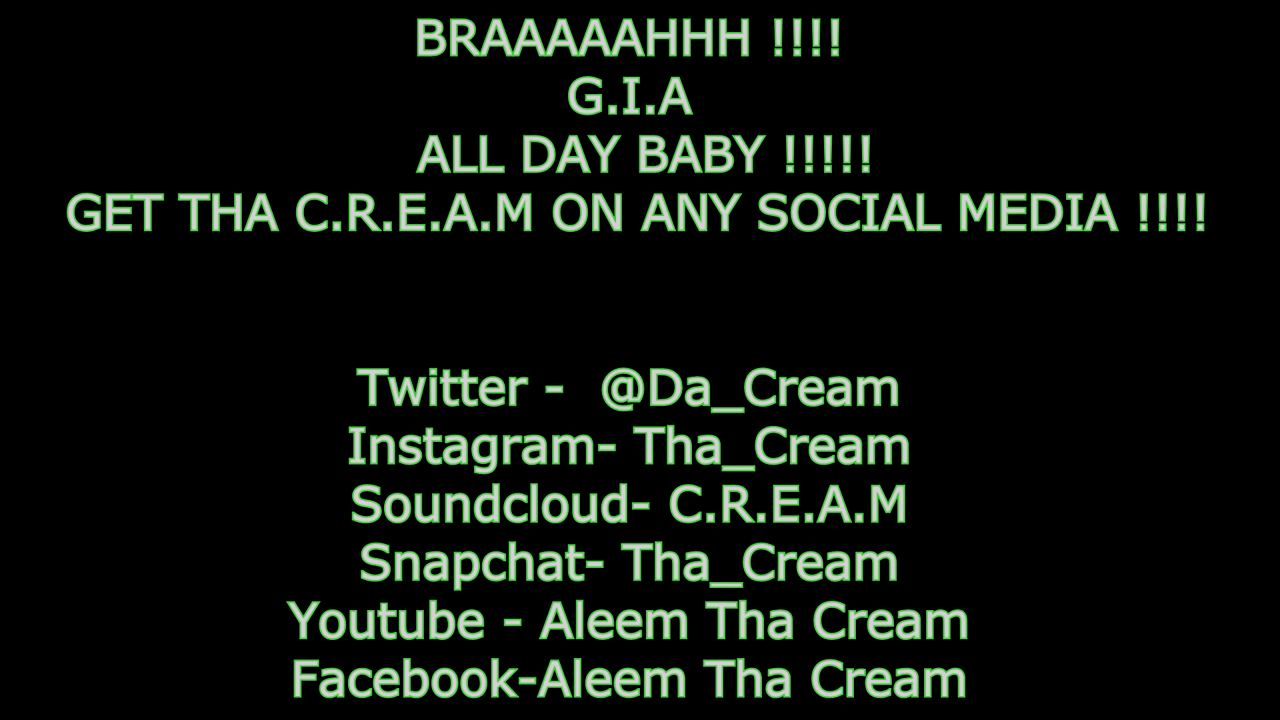 BRAAAAAHHH !!!!
G.I.A
ALL DAY BABY !!!!!
GET THA C.R.E.A.M ON ANY SOCIAL MEDIA !!!!
Twitter -  @Da_Cream
Instagram- Tha_Cream
Soundcloud- C.R.E.A.M
Snapchat- Tha_Cream
Youtube - Aleem Tha Cream
Facebook-Aleem Tha Cream